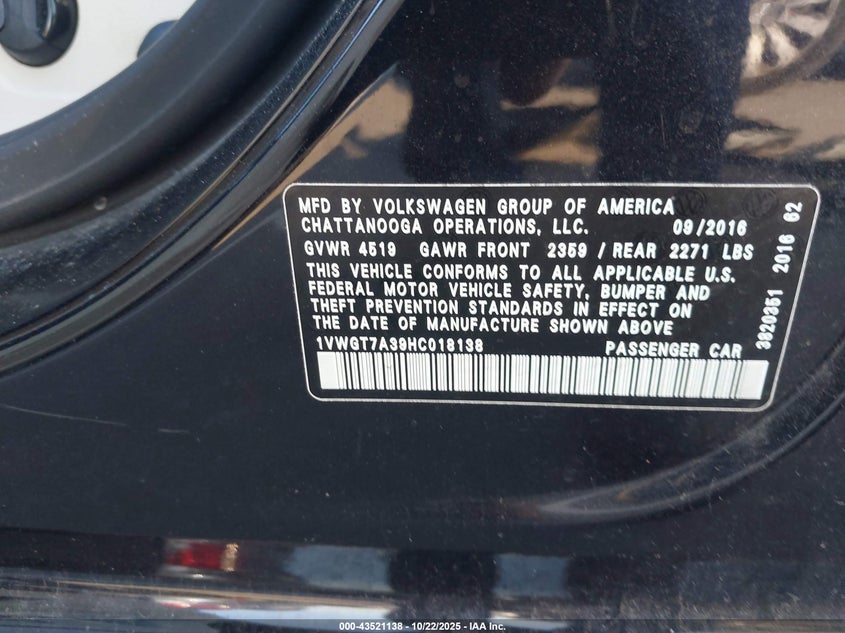 MFD BY VOLKSWAGEN GROUP OF AMERICA
CHATTANOOGA OPERATIONS, LLC. 09/2016
GVWR 4519 GAWR FRONT 2359 / REAR 2271 LBS
THIS VEHICLE CONFORMS TO ALL APPLICABLE U.S.
FEDERAL MOTOR VEHICLE SAFETY, BUMPER AND
THEFT PREVENTION STANDARDS IN EFFECT ON
THE DATE OF MANUFACTURE SHOWN ABOVE
1VWGT7A39HC018138 PASSENGER CAR
3820351 2016 62
000-43521138 - 10/22/2025 - IAA Inc.